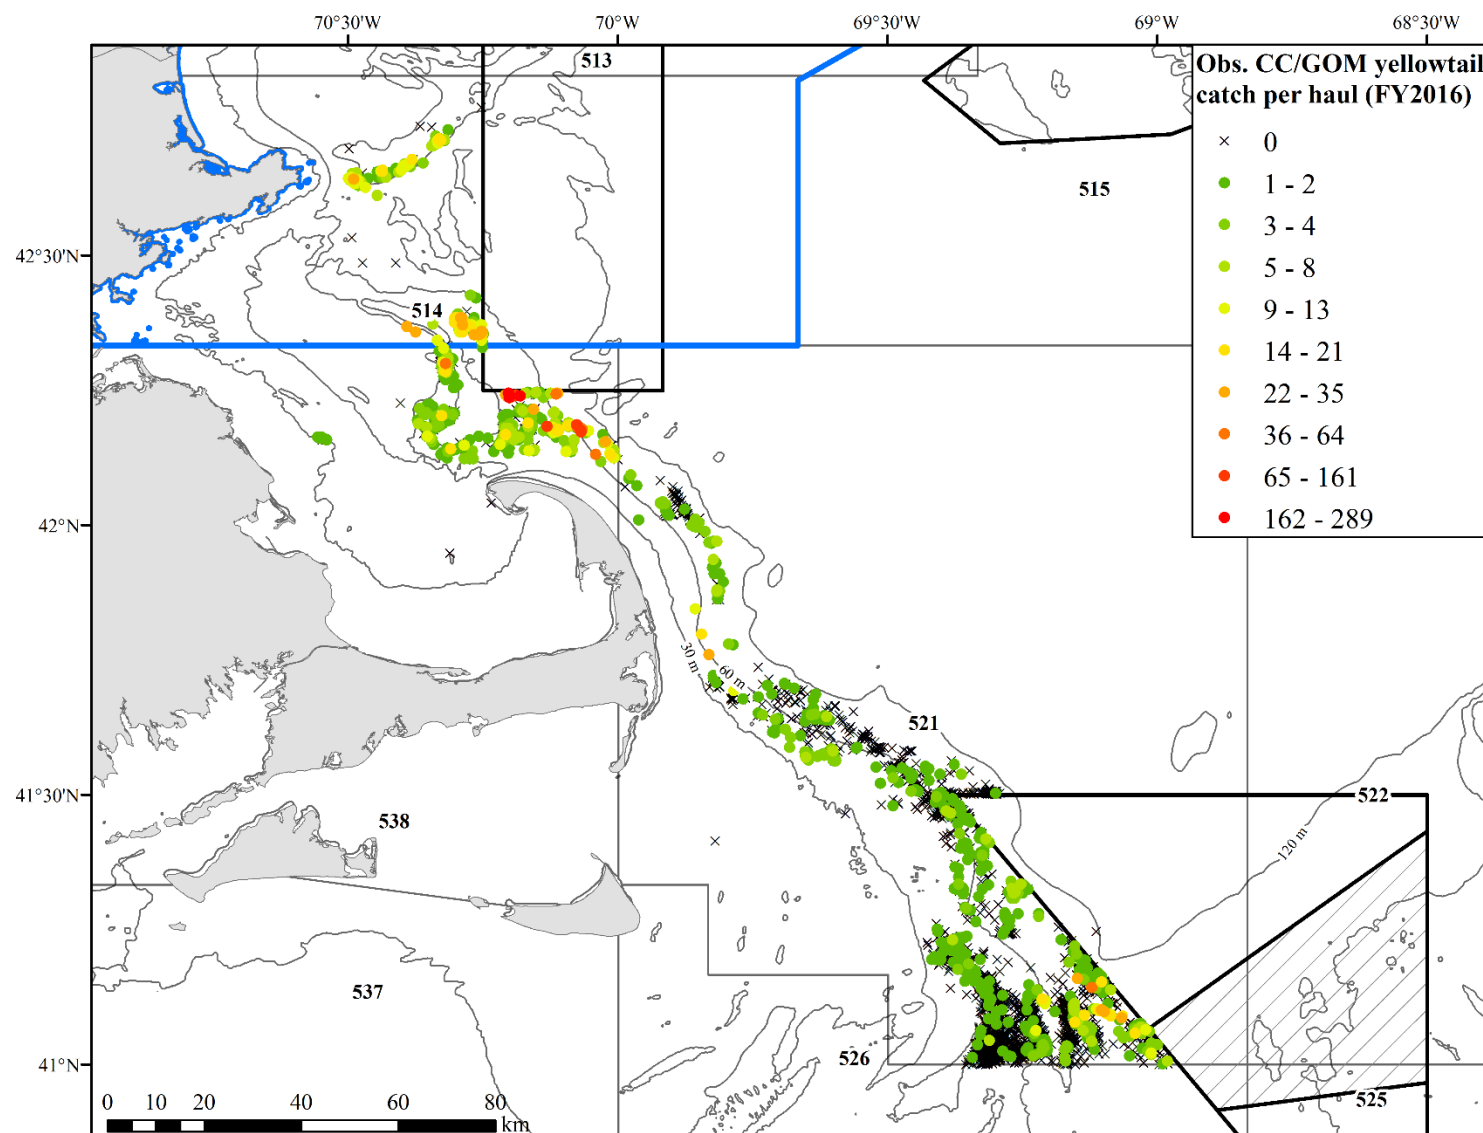 70°30'W 70°W 69°30'W 69°W 68°30'W
513
Obs. CC/GOM yellowtail
catch per haul (FY2016)
0
1 - 2
3 - 4
5 - 8
9 - 13
14 - 21
22 - 35
36 - 64
65 - 161
162 - 289
515
42°30'N
514
42°N
30 m
60 m
521
41°30'N
522
538
120 m
537
526
41°N
525
0 10 20 40 60 80
km